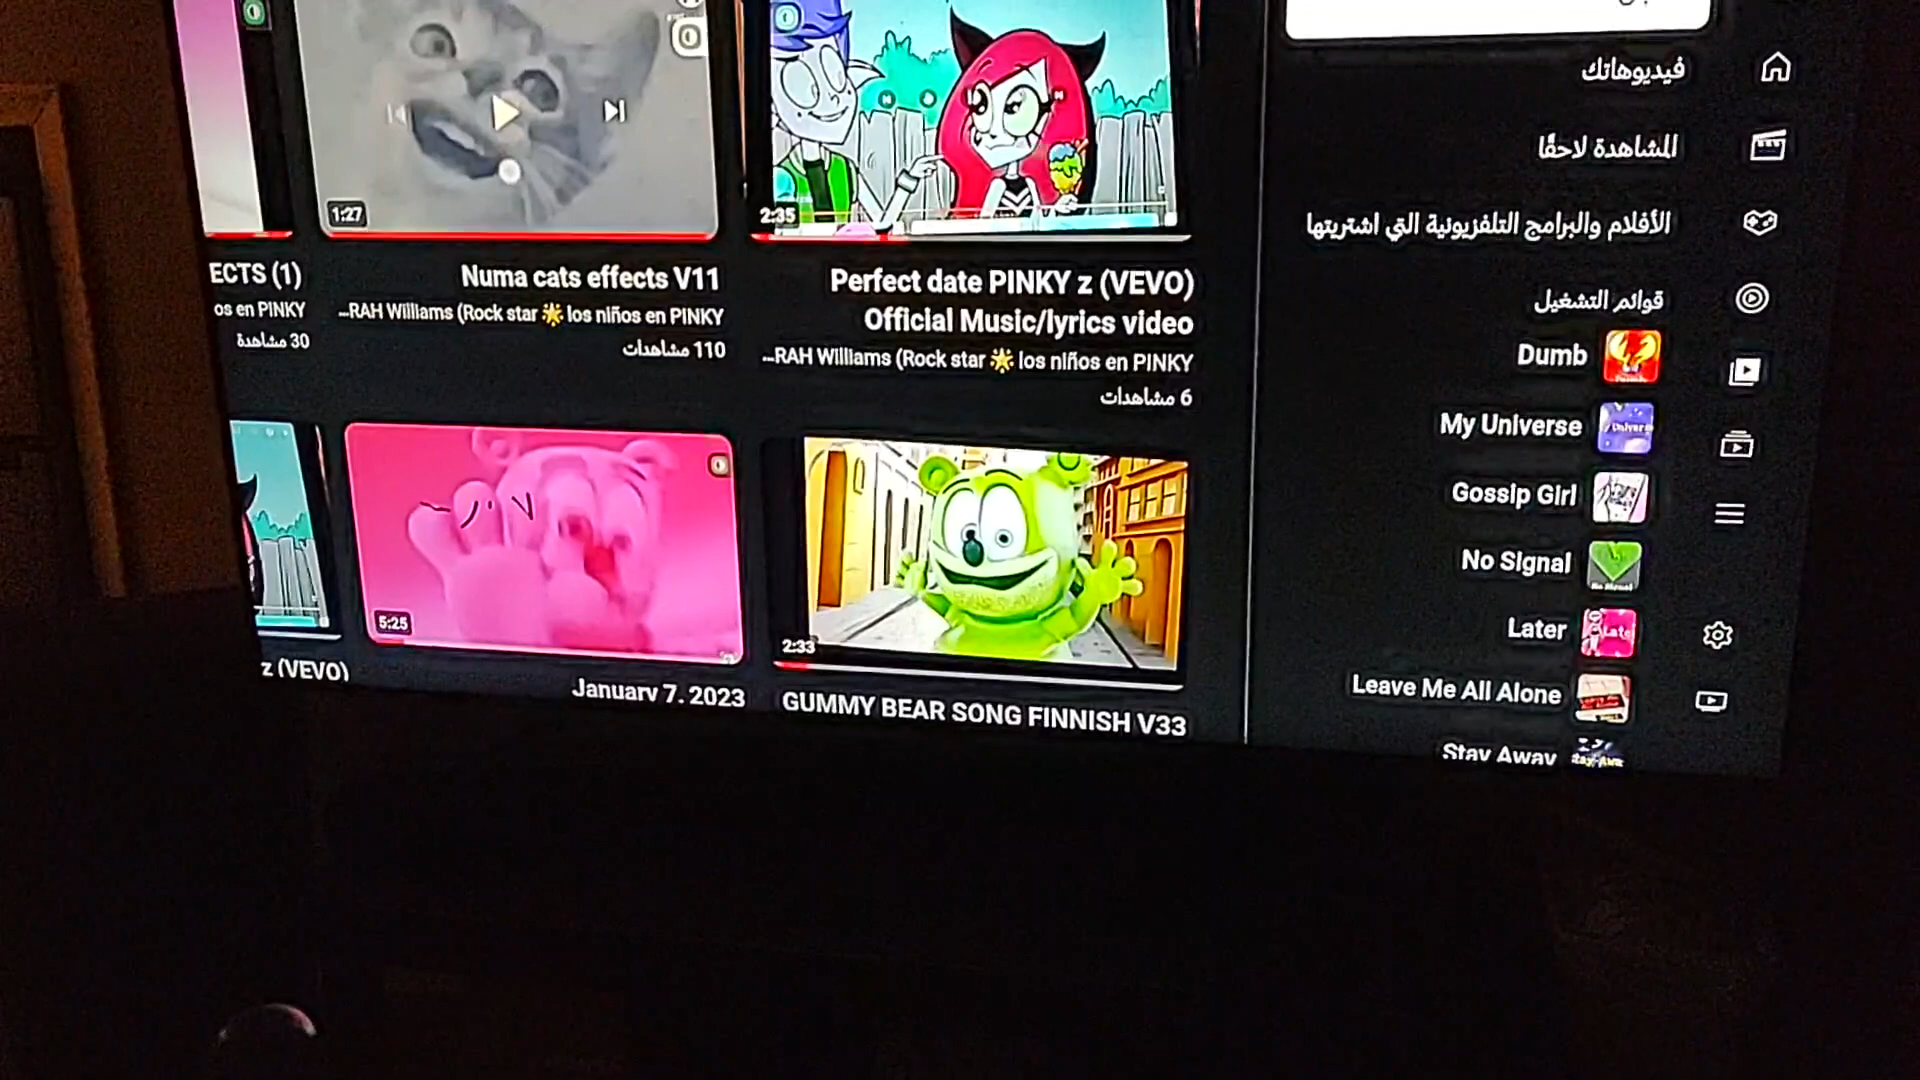 فيديوهاتك
المشاهدة لاحقًا
الأفلام والبرامج التلفزيونية التي اشتريتها
قوائم التشغيل
Dumb
My Universe
Gossip Girl
No Signal
Later
Leave Me All Alone
Stay Away
2:35
Perfect date PINKY z (VEVO)
Official Music/lyrics video
...RAH Williams (Rock star 🌟 los niños en PINKY
6 مشاهدات
1:27
Numa cats effects V11
...RAH Williams (Rock star 🌟 los niños en PINKY
110 مشاهدات
ECTS (1)
os en PINKY
30 مشاهدة
2:33
GUMMY BEAR SONG FINNISH V33
5:25
January 7, 2023
z (VEVO)